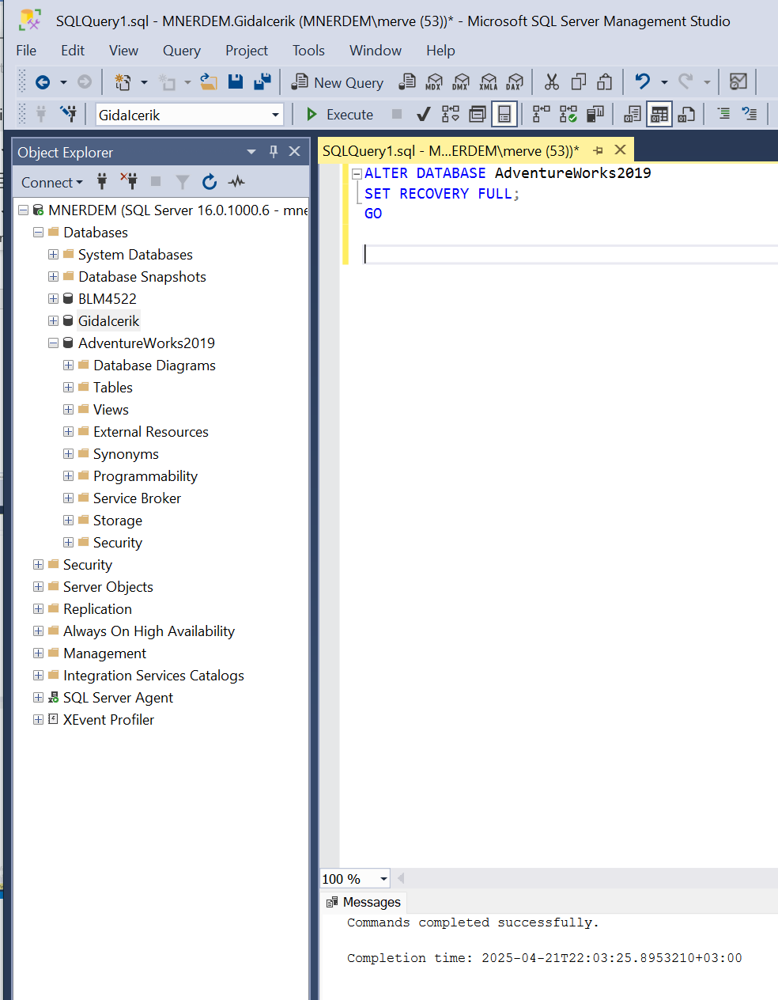 SQLQuery1.sql - MNERDEM.GidaIcerik (MNERDEM\merve (53))* - Microsoft SQL Server Management Studio
File Edit View Query Project Tools Window Help
New Query MDX DMX XMLA DAX
GidaIcerik Execute
Object Explorer
Connect
MNERDEM (SQL Server 16.0.1000.6 - mne
Databases
System Databases
Database Snapshots
BLM4522
GidaIcerik
AdventureWorks2019
Database Diagrams
Tables
Views
External Resources
Synonyms
Programmability
Service Broker
Storage
Security
Security
Server Objects
Replication
Always On High Availability
Management
Integration Services Catalogs
SQL Server Agent
XEvent Profiler
SQLQuery1.sql - M...ERDEM\merve (53))*
ALTER DATABASE AdventureWorks2019
SET RECOVERY FULL;
GO
100 %
Messages
Commands completed successfully.
Completion time: 2025-04-21T22:03:25.8953210+03:00